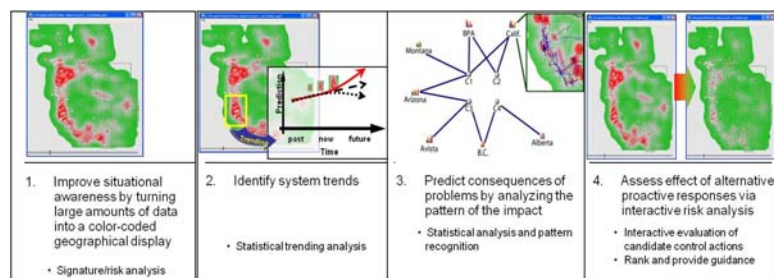 Trending
Prediction
past now future
Time
BPA
Calif.
Montana
C1 C2
Arizona
C3 C4
Avista
B.C.
Alberta
1. Improve situational
awareness by turning
large amounts of data
into a color-coded
geographical display
• Signature/risk analysis
2. Identify system trends
• Statistical trending analysis
3. Predict consequences of
problems by analyzing the
pattern of the impact
• Statistical analysis and pattern
recognition
4. Assess effect of alternative
proactive responses via
interactive risk analysis
• Interactive evaluation of
candidate control actions
• Rank and provide guidance